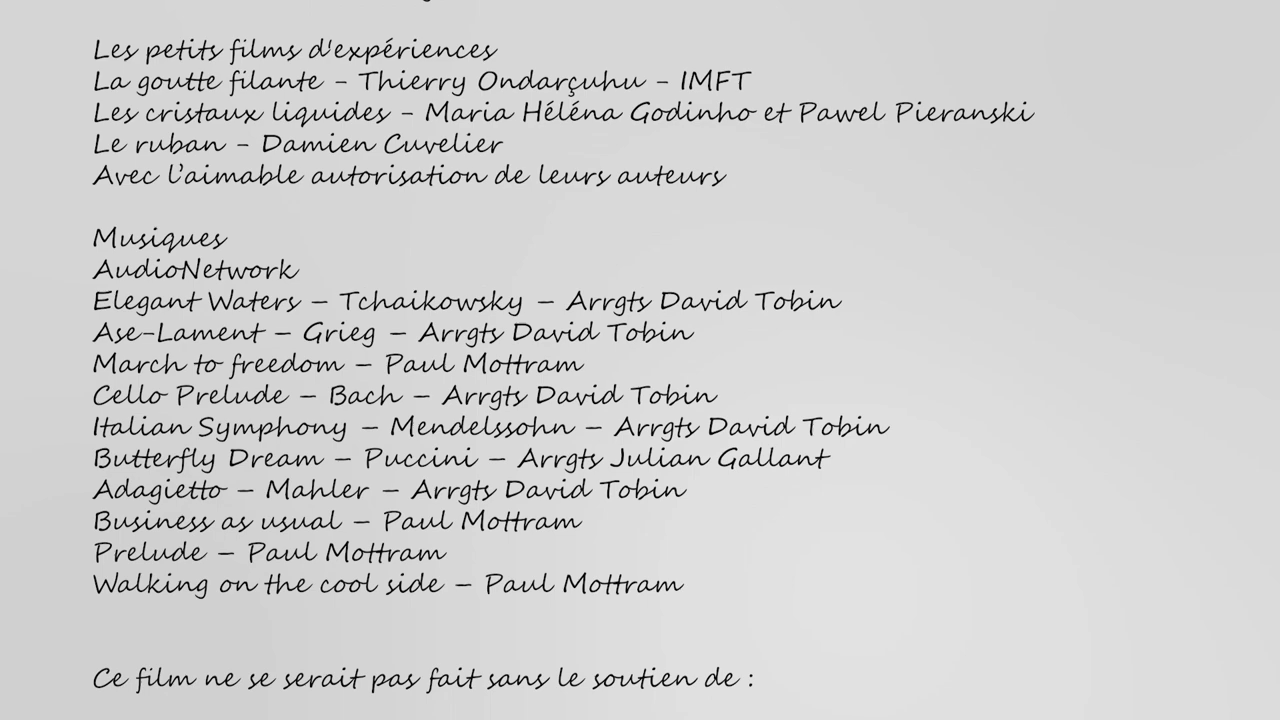 Les petits films d'expériences
La goutte filante - Thierry Ondarçuhu - IMFT
Les cristaux liquides - Maria Héléna Godinho et Pawel Pieranski
Le ruban - Damien Cuvelier
Avec l’aimable autorisation de leurs auteurs
Musiques
AudioNetwork
Elegant Waters – Tchaikowsky – Arrgts David Tobin
Ase-Lament – Grieg – Arrgts David Tobin
March to freedom – Paul Mottram
Cello Prelude – Bach – Arrgts David Tobin
Italian Symphony – Mendelssohn – Arrgts David Tobin
Butterfly Dream – Puccini – Arrgts Julian Gallant
Adagietto – Mahler – Arrgts David Tobin
Business as usual – Paul Mottram
Prelude – Paul Mottram
Walking on the cool side – Paul Mottram
Ce film ne se serait pas fait sans le soutien de :